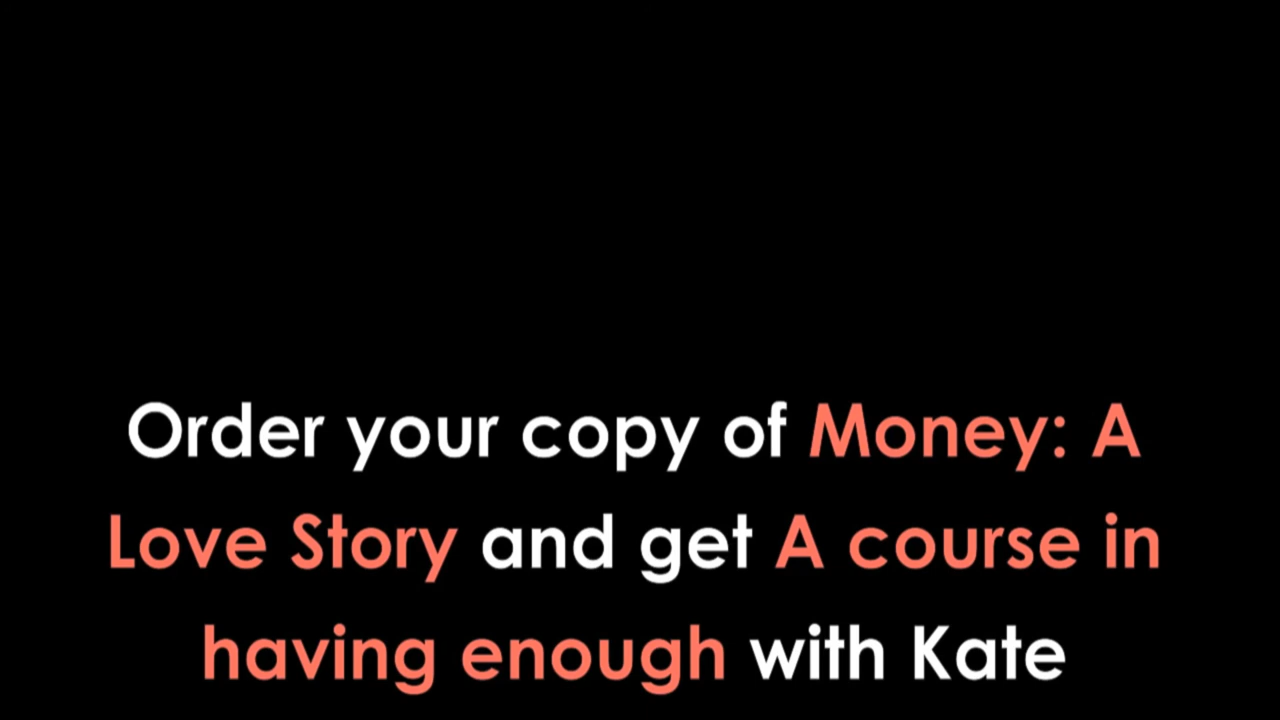 Order your copy of Money: A
Love Story and get A course in
having enough with Kate